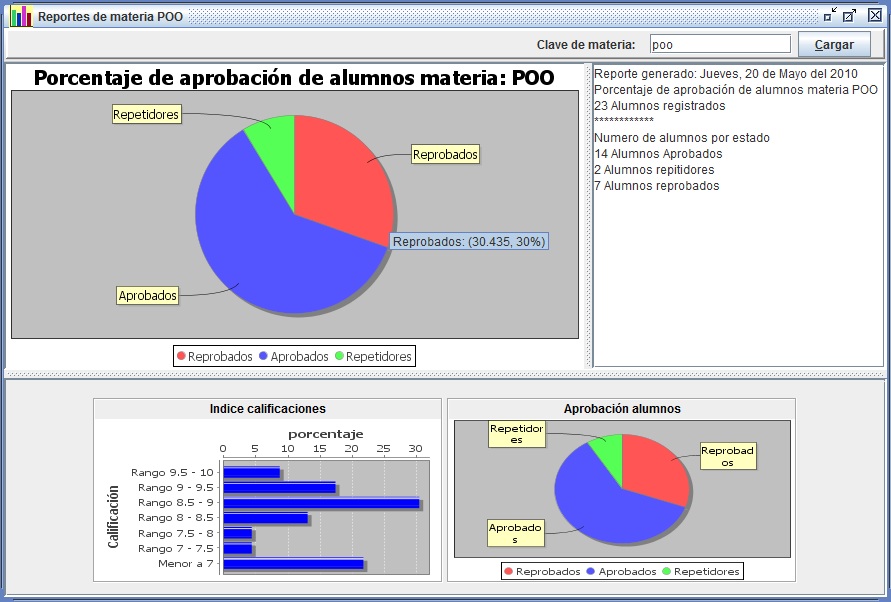 Reportes de materia POO
Clave de materia: poo Cargar
Porcentaje de aprobación de alumnos materia: POO
Repetidores
Reprobados
Reprobados: (30.435, 30%)
Aprobados
Reprobados Aprobados Repetidores
Reporte generado: Jueves, 20 de Mayo del 2010
Porcentaje de aprobación de alumnos materia POO
23 Alumnos registrados
************
Numero de alumnos por estado
14 Alumnos Aprobados
2 Alumnos repitidores
7 Alumnos reprobados
Indice calificaciones
porcentaje
0 5 10 15 20 25 30
Calificación
Rango 9.5 - 10
Rango 9 - 9.5
Rango 8.5 - 9
Rango 8 - 8.5
Rango 7.5 - 8
Rango 7 - 7.5
Menor a 7
Aprobación alumnos
Repetidor
es
Reprobad
os
Aprobado
s
Reprobados Aprobados Repetidores